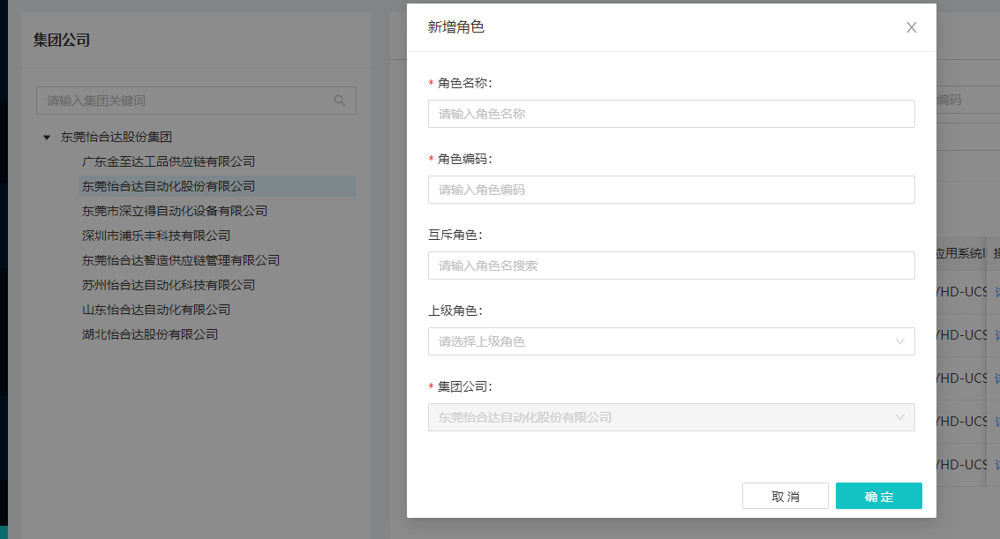 集团公司
请输入集团关键词
东莞怡合达股份集团
广东金至达工品供应链有限公司
东莞怡合达自动化股份有限公司
东莞市深立得自动化设备有限公司
深圳市浦乐丰科技有限公司
东莞怡合达智造供应链管理有限公司
苏州怡合达自动化科技有限公司
山东怡合达自动化有限公司
湖北怡合达股份有限公司
新增角色
* 角色名称:
请输入角色名称
* 角色编码:
请输入角色编码
互斥角色:
请输入角色名搜索
上级角色:
请选择上级角色
* 集团公司:
东莞怡合达自动化股份有限公司
取 消
确 定
编码
应用系统
YHD-UCS
YHD-UCS
YHD-UCS
YHD-UCS
YHD-UCS